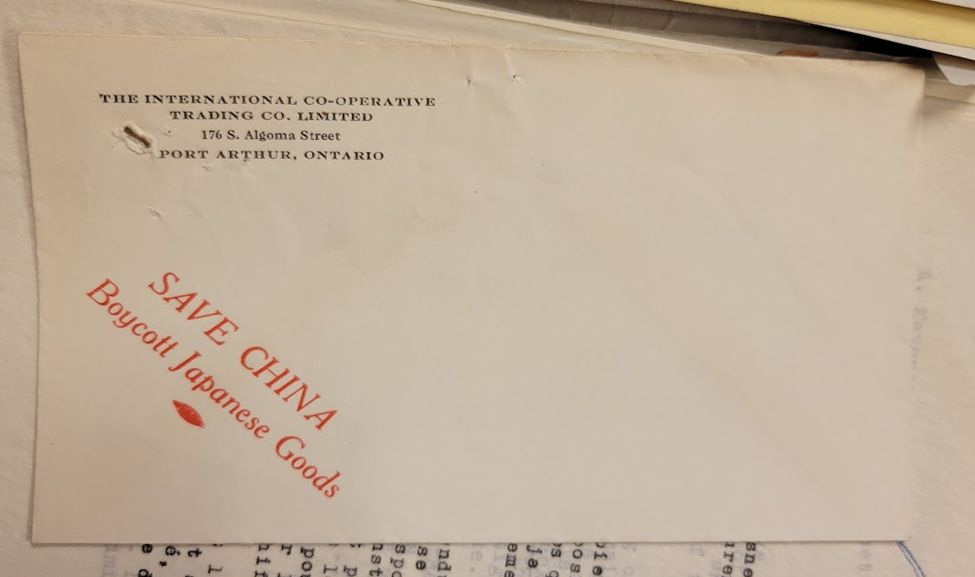 THE INTERNATIONAL CO-OPERATIVE
TRADING CO. LIMITED
176 S. Algoma Street
PORT ARTHUR, ONTARIO
SAVE CHINA
Boycott Japanese Goods